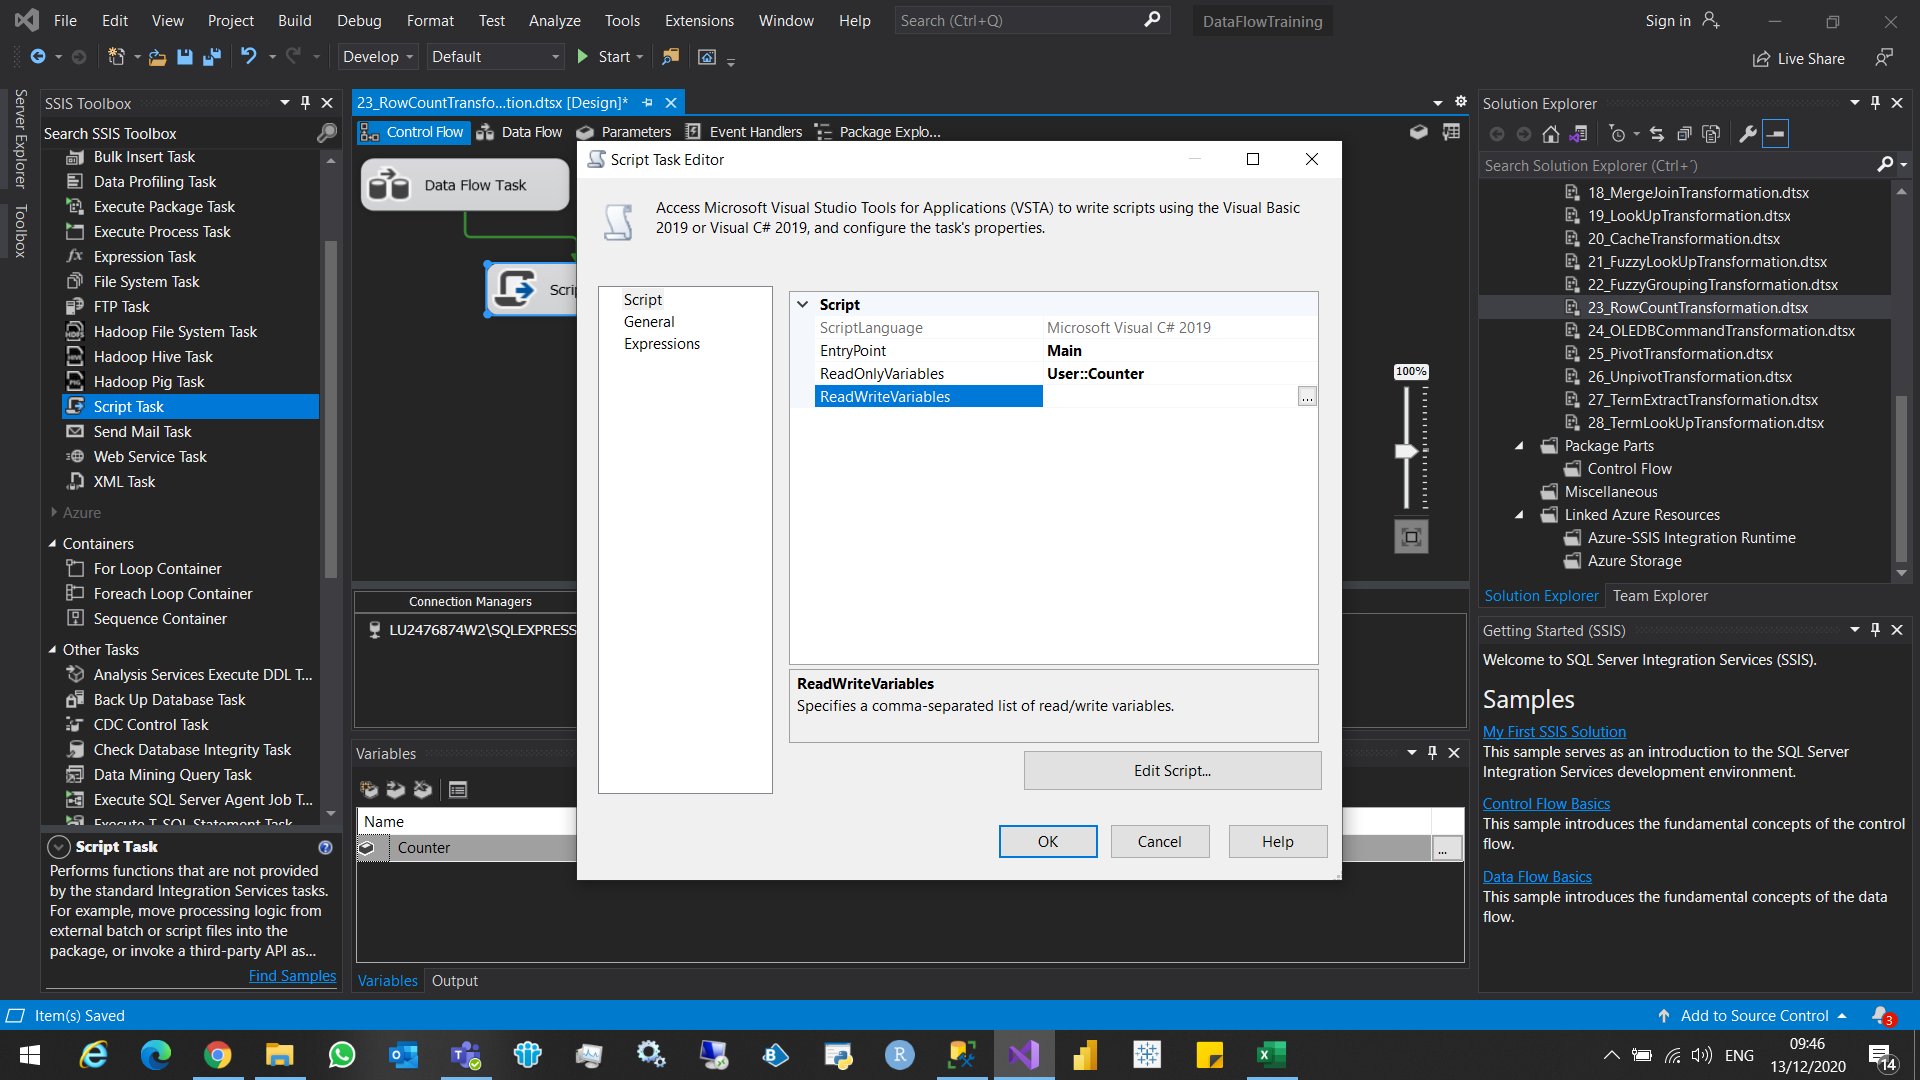 File Edit View Project Build Debug Format Test Analyze Tools Extensions Window Help Search (Ctrl+Q) DataFlowTraining Sign in
Develop Default Start Live Share
Server Explorer
Toolbox
SSIS Toolbox
Search SSIS Toolbox
Bulk Insert Task
Data Profiling Task
Execute Package Task
Execute Process Task
Expression Task
File System Task
FTP Task
Hadoop File System Task
Hadoop Hive Task
Hadoop Pig Task
Script Task
Send Mail Task
Web Service Task
XML Task
Azure
Containers
For Loop Container
Foreach Loop Container
Sequence Container
Other Tasks
Analysis Services Execute DDL T...
Back Up Database Task
CDC Control Task
Check Database Integrity Task
Data Mining Query Task
Execute SQL Server Agent Job T...
Execute T-SQL Statement Task
Script Task
Performs functions that are not provided
by the standard Integration Services tasks.
For example, move processing logic from
external batch or script files into the
package, or invoke a third-party API as...
Find Samples
23_RowCountTransfo...tion.dtsx [Design]*
Control Flow Data Flow Parameters Event Handlers Package Explo...
Data Flow Task
Scrip
100%
Connection Managers
LU2476874W2\SQLEXPRESS
Variables
Name
Counter
...
Variables Output
Script Task Editor
Access Microsoft Visual Studio Tools for Applications (VSTA) to write scripts using the Visual Basic
2019 or Visual C# 2019, and configure the task's properties.
Script
General
Expressions
Script
ScriptLanguage Microsoft Visual C# 2019
EntryPoint Main
ReadOnlyVariables User::Counter
ReadWriteVariables ...
ReadWriteVariables
Specifies a comma-separated list of read/write variables.
Edit Script...
OK Cancel Help
Solution Explorer
Search Solution Explorer (Ctrl+¨)
18_MergeJoinTransformation.dtsx
19_LookUpTransformation.dtsx
20_CacheTransformation.dtsx
21_FuzzyLookUpTransformation.dtsx
22_FuzzyGroupingTransformation.dtsx
23_RowCountTransformation.dtsx
24_OLEDBCommandTransformation.dtsx
25_PivotTransformation.dtsx
26_UnpivotTransformation.dtsx
27_TermExtractTransformation.dtsx
28_TermLookUpTransformation.dtsx
Package Parts
Control Flow
Miscellaneous
Linked Azure Resources
Azure-SSIS Integration Runtime
Azure Storage
Solution Explorer Team Explorer
Getting Started (SSIS)
Welcome to SQL Server Integration Services (SSIS).
Samples
My First SSIS Solution
This sample serves as an introduction to the SQL Server
Integration Services development environment.
Control Flow Basics
This sample introduces the fundamental concepts of the control
flow.
Data Flow Basics
This sample introduces the fundamental concepts of the data
flow.
Item(s) Saved Add to Source Control 3
ENG 09:46
13/12/2020 14